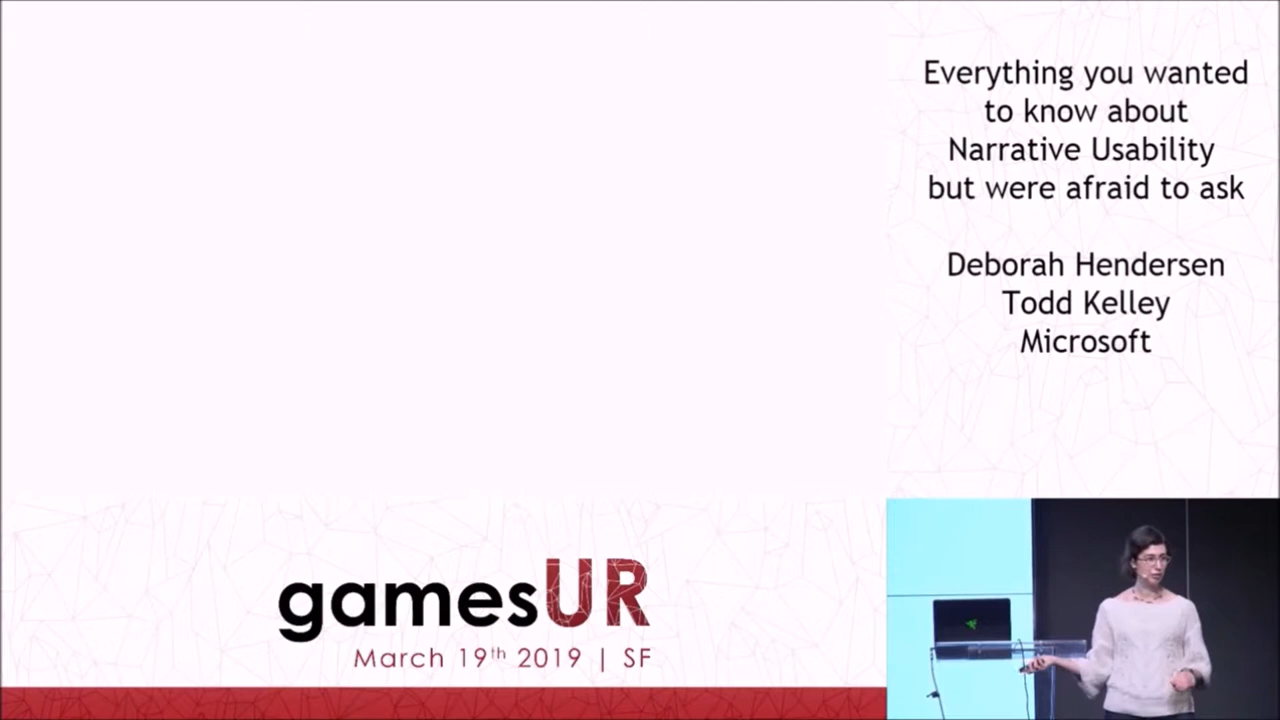 Everything you wanted
to know about
Narrative Usability
but were afraid to ask
Deborah Hendersen
Todd Kelley
Microsoft
gamesUR
March 19th 2019 | SF